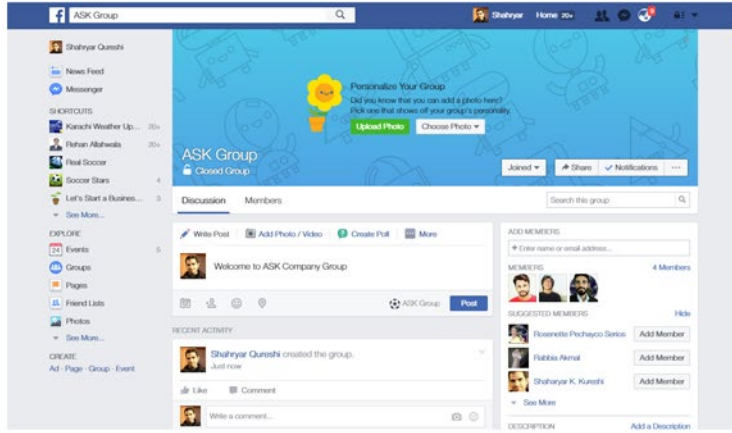 ASK Group
Shahryar Home 20+
Shahryar Qureshi
News Feed
Messenger
SHORTCUTS
Karachi Weather Up... 20+
Rehan Allahwala 20+
Real Soccer
Soccer Stars 4
Let's Start a Busines... 3
See More...
EXPLORE
24 Events 5
Groups
Pages
Friend Lists
Photos
See More...
CREATE
Ad · Page · Group · Event
Personalize Your Group
Did you know that you can add a photo here?
Pick one that shows off your group's personality.
Upload Photo Choose Photo
ASK Group
Closed Group
Joined Share Notifications ...
Discussion Members
Search this group
Write Post Add Photo / Video Create Poll More
Welcome to ASK Company Group
ASK Group Post
RECENT ACTIVITY
Shahryar Qureshi created the group.
Just now
Like Comment
Write a comment...
ADD MEMBERS
+ Enter name or email address...
MEMBERS 4 Members
SUGGESTED MEMBERS Hide
Rosenette Pechayco Serios Add Member
Rabbia Akmal Add Member
Shaharyar K. Kureshi Add Member
See More
DESCRIPTION Add a Description